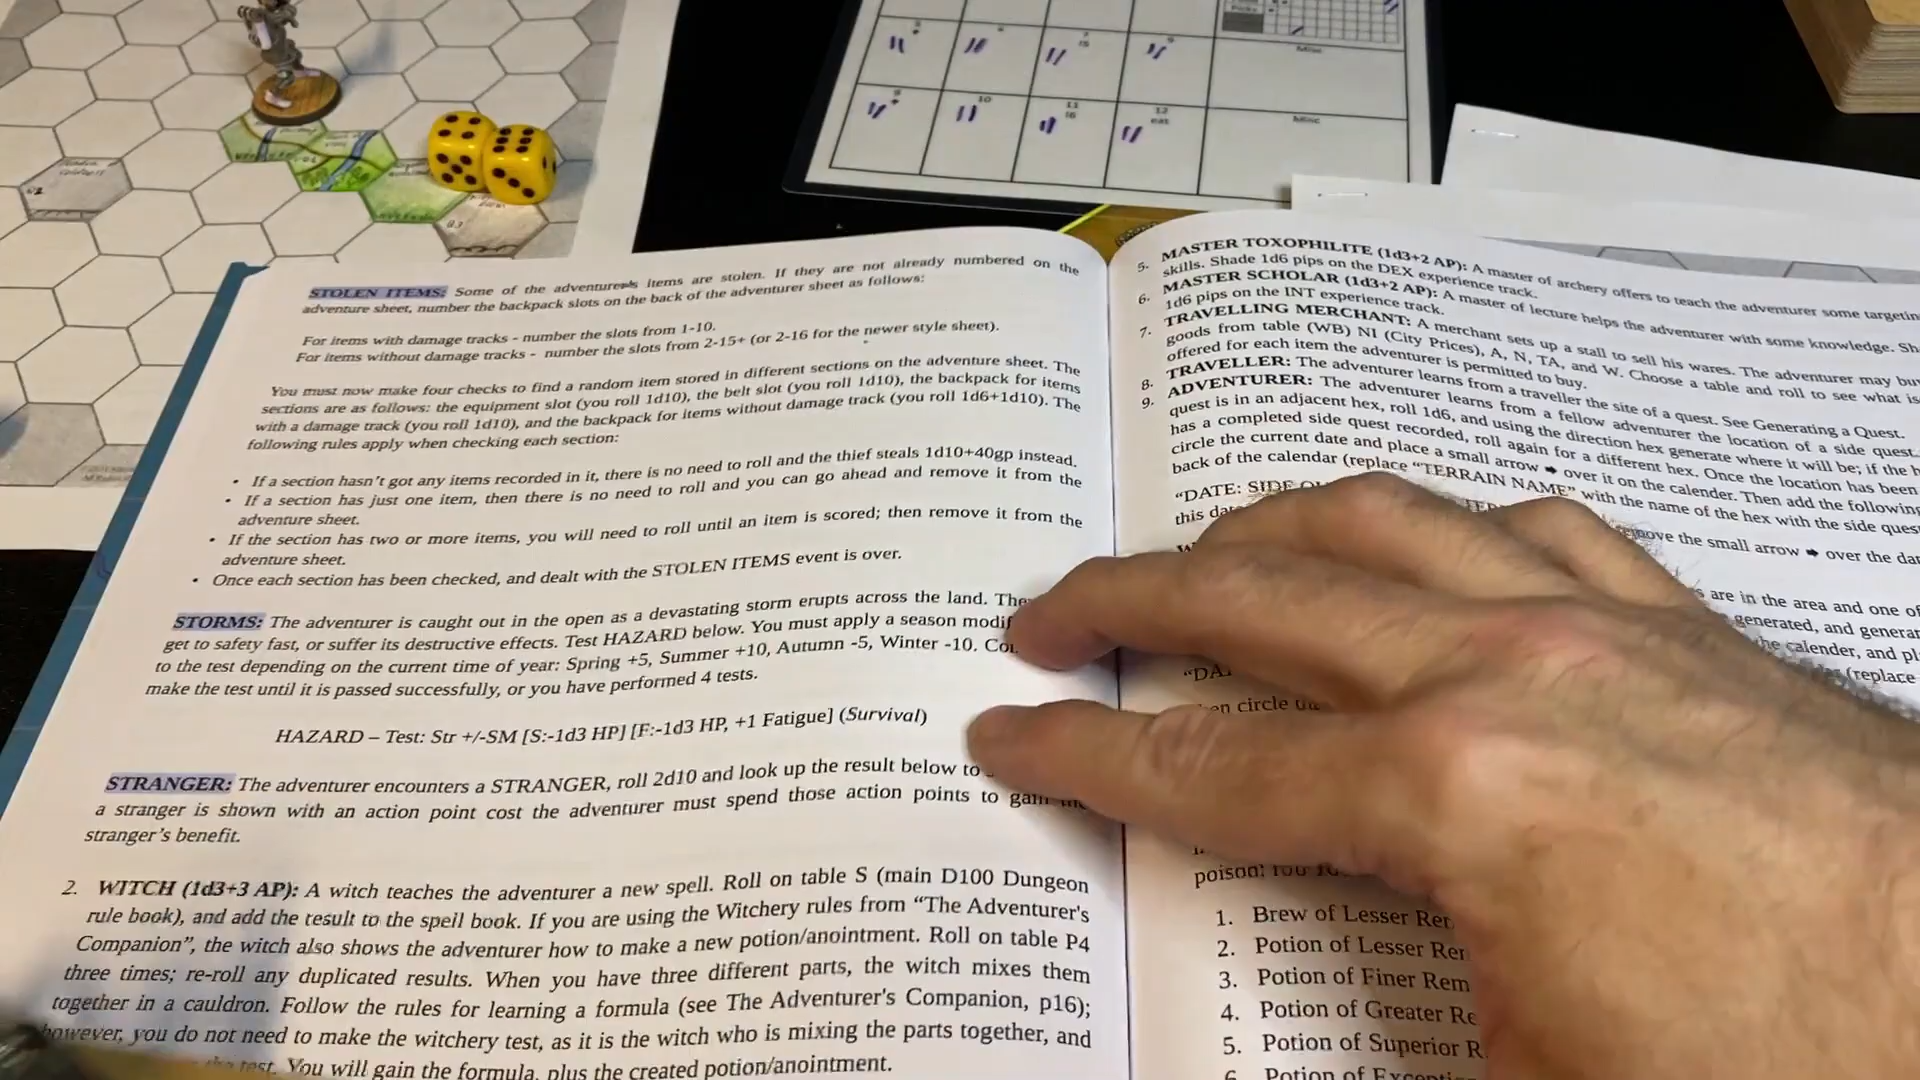 STOLEN ITEMS: Some of the adventurer's items are stolen. If they are not already numbered on the
adventure sheet, number the backpack slots on the back of the adventurer sheet as follows:
For items with damage tracks - number the slots from 1-10.
For items without damage tracks - number the slots from 2-15+ (or 2-16 for the newer style sheet).
You must now make four checks to find a random item stored in different sections on the adventure sheet. The
sections are as follows: the equipment slot (you roll 1d10), the belt slot (you roll 1d10), the backpack for items
with a damage track (you roll 1d10), and the backpack for items without damage track (you roll 1d6+1d10). The
following rules apply when checking each section:
• If a section hasn't got any items recorded in it, there is no need to roll and the thief steals 1d10+40gp instead.
• If a section has just one item, then there is no need to roll and you can go ahead and remove it from the
adventure sheet.
• If the section has two or more items, you will need to roll until an item is scored; then remove it from the
adventure sheet.
• Once each section has been checked, and dealt with the STOLEN ITEMS event is over.
STORMS: The adventurer is caught out in the open as a devastating storm erupts across the land.
get to safety fast, or suffer its destructive effects. Test HAZARD below. You must apply a season
to the test depending on the current time of year: Spring +5, Summer +10, Autumn -5, Winter -10.
make the test until it is passed successfully, or you have performed 4 tests.
HAZARD – Test: Str +/-SM [S:-1d3 HP] [F:-1d3 HP, +1 Fatigue] (Survival)
STRANGER: The adventurer encounters a STRANGER, roll 2d10 and look up the result below to
a stranger is shown with an action point cost the adventurer must spend those action points to gain
stranger's benefit.
2. WITCH (1d3+3 AP): A witch teaches the adventurer a new spell. Roll on table S (main D100 Dungeon
rule book), and add the result to the spell book. If you are using the Witchery rules from "The Adventurer's
Companion", the witch also shows the adventurer how to make a new potion/anointment. Roll on table P4
three times; re-roll any duplicated results. When you have three different parts, the witch mixes them
together in a cauldron. Follow the rules for learning a formula (see The Adventurer's Companion, p16);
however, you do not need to make the witchery test, as it is the witch who is mixing the parts together, and
test. You will gain the formula, plus the created potion/anointment.
5. MASTER TOXOPHILITE (1d3+2 AP): A master of archery offers to teach the adventurer some
skills. Shade 1d6 pips on the DEX experience track.
6. MASTER SCHOLAR (1d3+2 AP): A master of lecture helps the adventurer with some knowledge.
1d6 pips on the INT experience track.
7. TRAVELLING MERCHANT: A merchant sets up a stall to sell his wares. The adventurer may
goods from table (WB) NI (City Prices), A, N, TA, and W. Choose a table and roll to see what is
offered for each item the adventurer is permitted to buy.
8. TRAVELLER: The adventurer learns from a traveller the site of a quest. See Generating a Quest.
9. ADVENTURER: The adventurer learns from a fellow adventurer the location of a side quest.
quest is in an adjacent hex, roll 1d6, and using the direction hex generate where it will be; if the
has a completed side quest recorded, roll again for a different hex. Once the location has been
circle the current date and place a small arrow ➨ over it on the calender. Then add the following
back of the calendar (replace "TERRAIN NAME" with the name of the hex with the side
"DATE: SIDE
this
move the small arrow ➨ over the
are in the area and one of
generated, and
the calender, and
(replace
circle
poison!
1. Brew of Lesser
2. Potion of Lesser
3. Potion of Finer
4. Potion of Greater
5. Potion of Superior
6. Potion of
9
10
11
12
eat
Misc
Misc